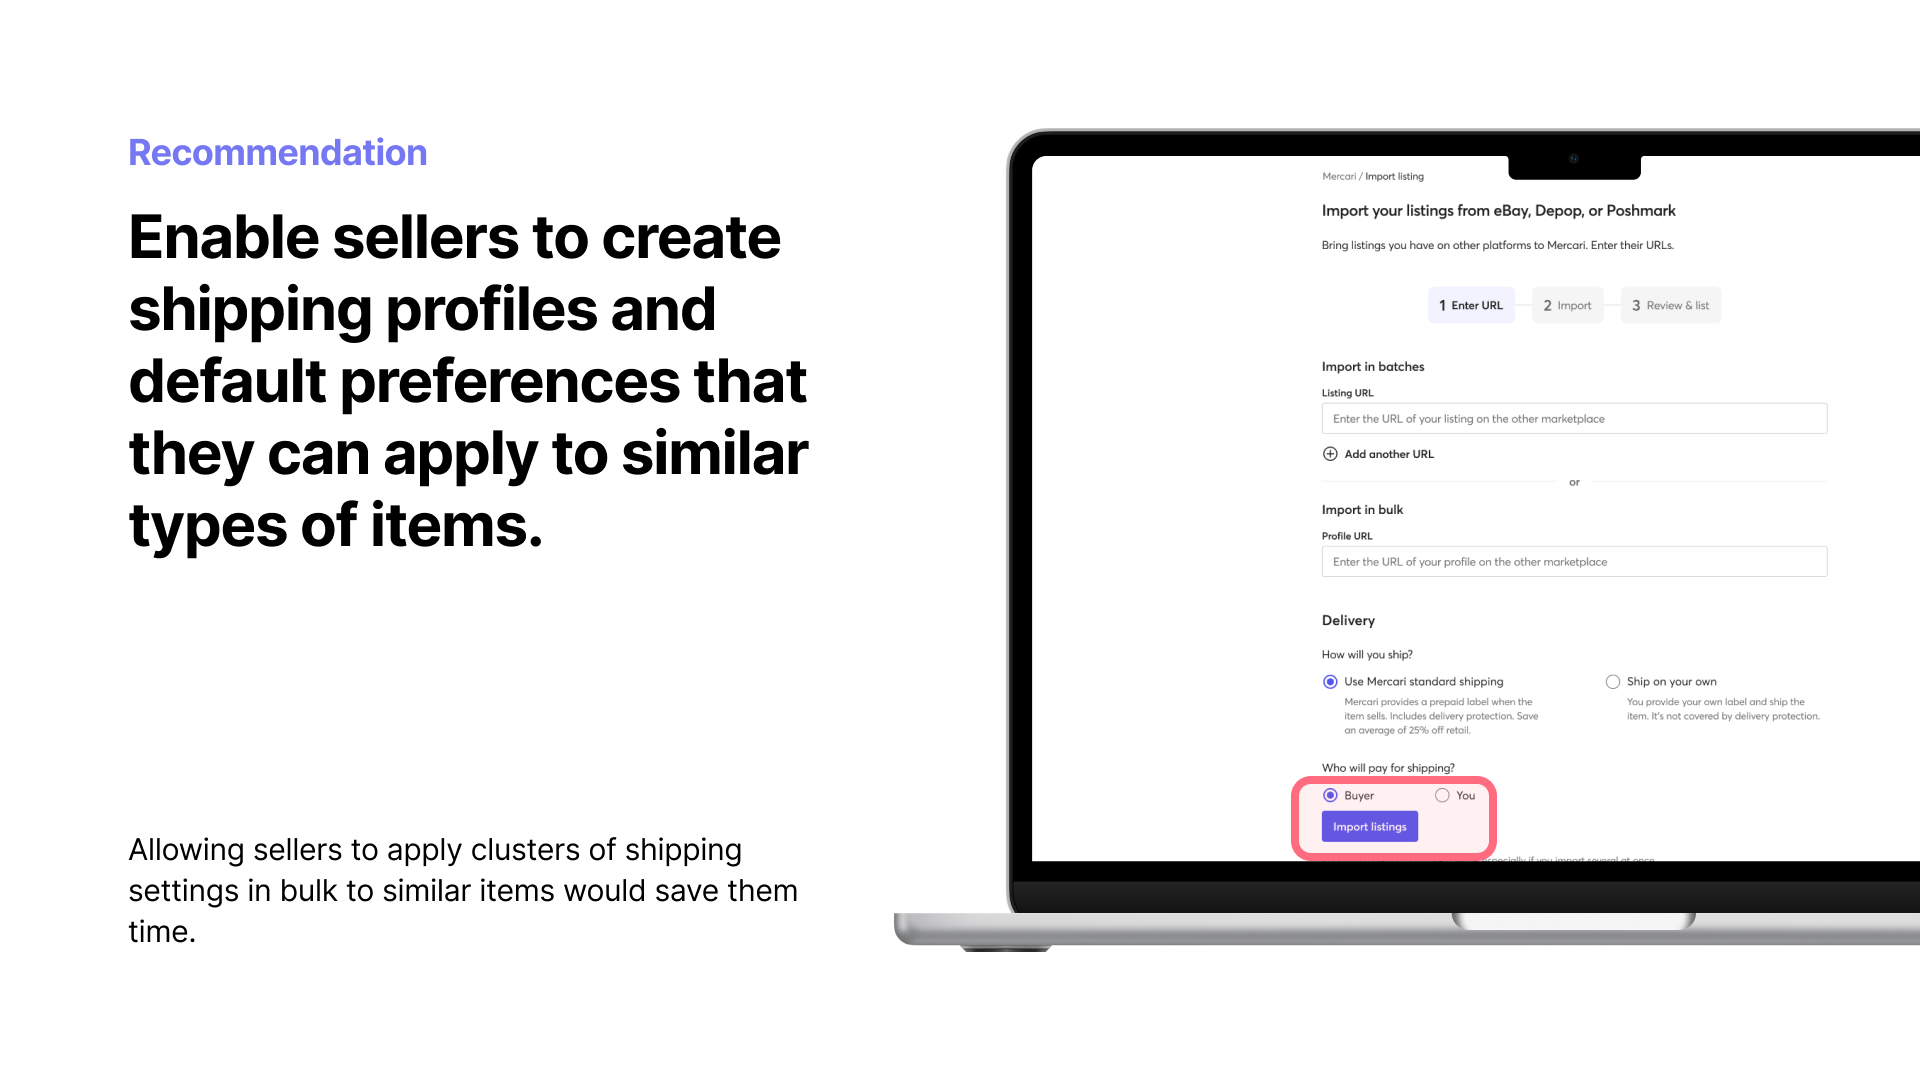 Recommendation
Enable sellers to create
shipping profiles and
default preferences that
they can apply to similar
types of items.
Allowing sellers to apply clusters of shipping
settings in bulk to similar items would save them
time.
Mercari / Import listing
Import your listings from eBay, Depop, or Poshmark
Bring listings you have on other platforms to Mercari. Enter their URLs.
1 Enter URL 2 Import 3 Review & list
Import in batches
Listing URL
Enter the URL of your listing on the other marketplace
Add another URL
or
Import in bulk
Profile URL
Enter the URL of your profile on the other marketplace
Delivery
How will you ship?
Use Mercari standard shipping
Mercari provides a prepaid label when the
item sells. Includes delivery protection. Save
an average of 25% off retail.
Ship on your own
You provide your own label and ship the
item. It's not covered by delivery protection.
Who will pay for shipping?
Buyer You
Import listings
especially if you import several at once